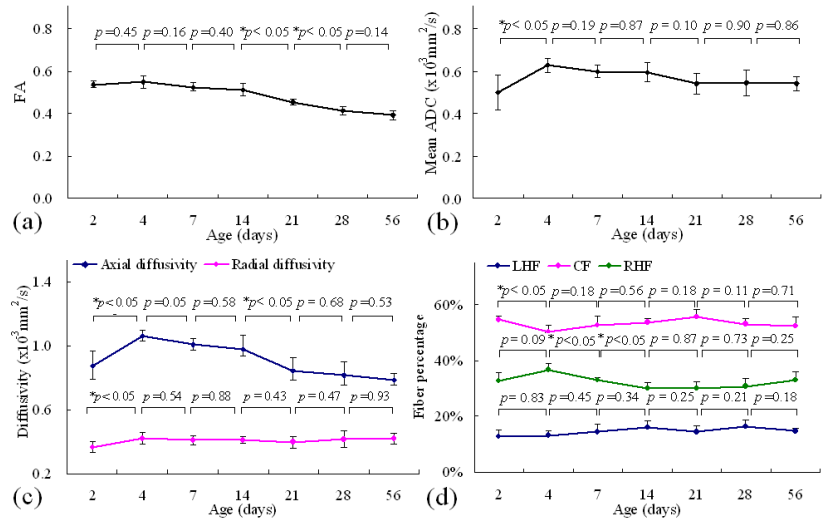 p=0.45 p=0.16 p=0.40 *p< 0.05 *p< 0.05 p=0.14
0.8
0.6
0.4
0.2
0
FA
2 4 7 14 21 28 56
Age (days)
(a)
*p< 0.05 p=0.19 p=0.87 p= 0.10 p= 0.90 p=0.86
0.8
0.6
0.4
0.2
0.0
Mean ADC (x10³mm²/s)
2 4 7 14 21 28 56
Age (days)
(b)
Axial diffusivity Radial diffusivity
1.4
1.0
0.6
0.2
Diffusivity (x10³mm²/s)
*p< 0.05 p=0.05 p=0.58 *p< 0.05 p= 0.68 p=0.53
*p< 0.05 p=0.54 p=0.88 p= 0.43 p=0.47 p=0.93
2 4 7 14 21 28 56
Age (days)
(c)
LHF CF RHF
60%
40%
20%
0%
Fiber percentage
*p< 0.05 p=0.18 p=0.56 p= 0.18 p= 0.11 p=0.71
p= 0.09 *p<0.05 *p<0.05 p= 0.87 p= 0.73 p=0.25
p= 0.83 p=0.45 p= 0.34 p= 0.25 p= 0.21 p=0.18
2 4 7 14 21 28 56
Age (days)
(d)